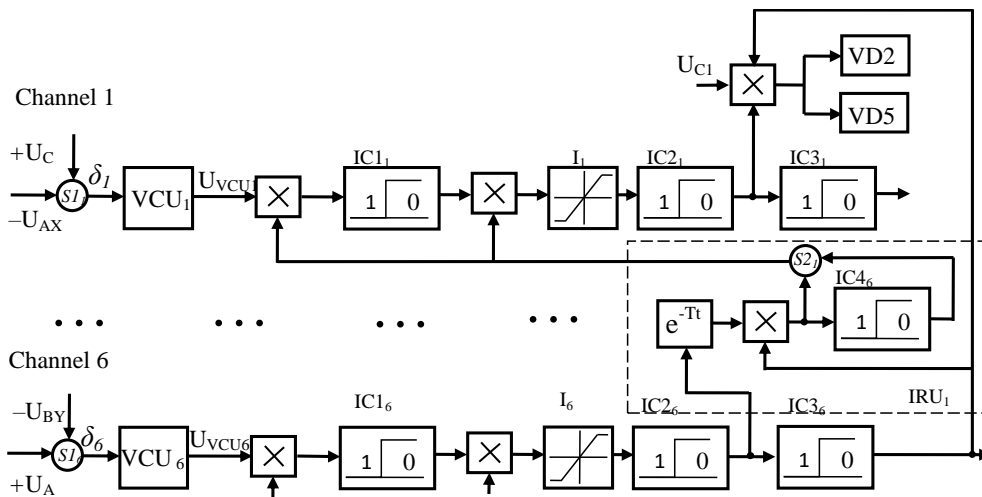 U_C1
VD2
VD5
Channel 1
+U_C
S1_1
δ_1
–U_AX
VCU_1
U_VCU1
×
IC1_1
1 0
×
I_1
IC2_1
1 0
×
IC3_1
1 0
S2_1
IC4_6
e^-Tt
×
1 0
IRU_1
• • •
• • •
• • •
• • •
Channel 6
–U_BY
S1_6
δ_6
+U_A
VCU_6
U_VCU6
×
IC1_6
1 0
×
I_6
IC2_6
1 0
IC3_6
1 0